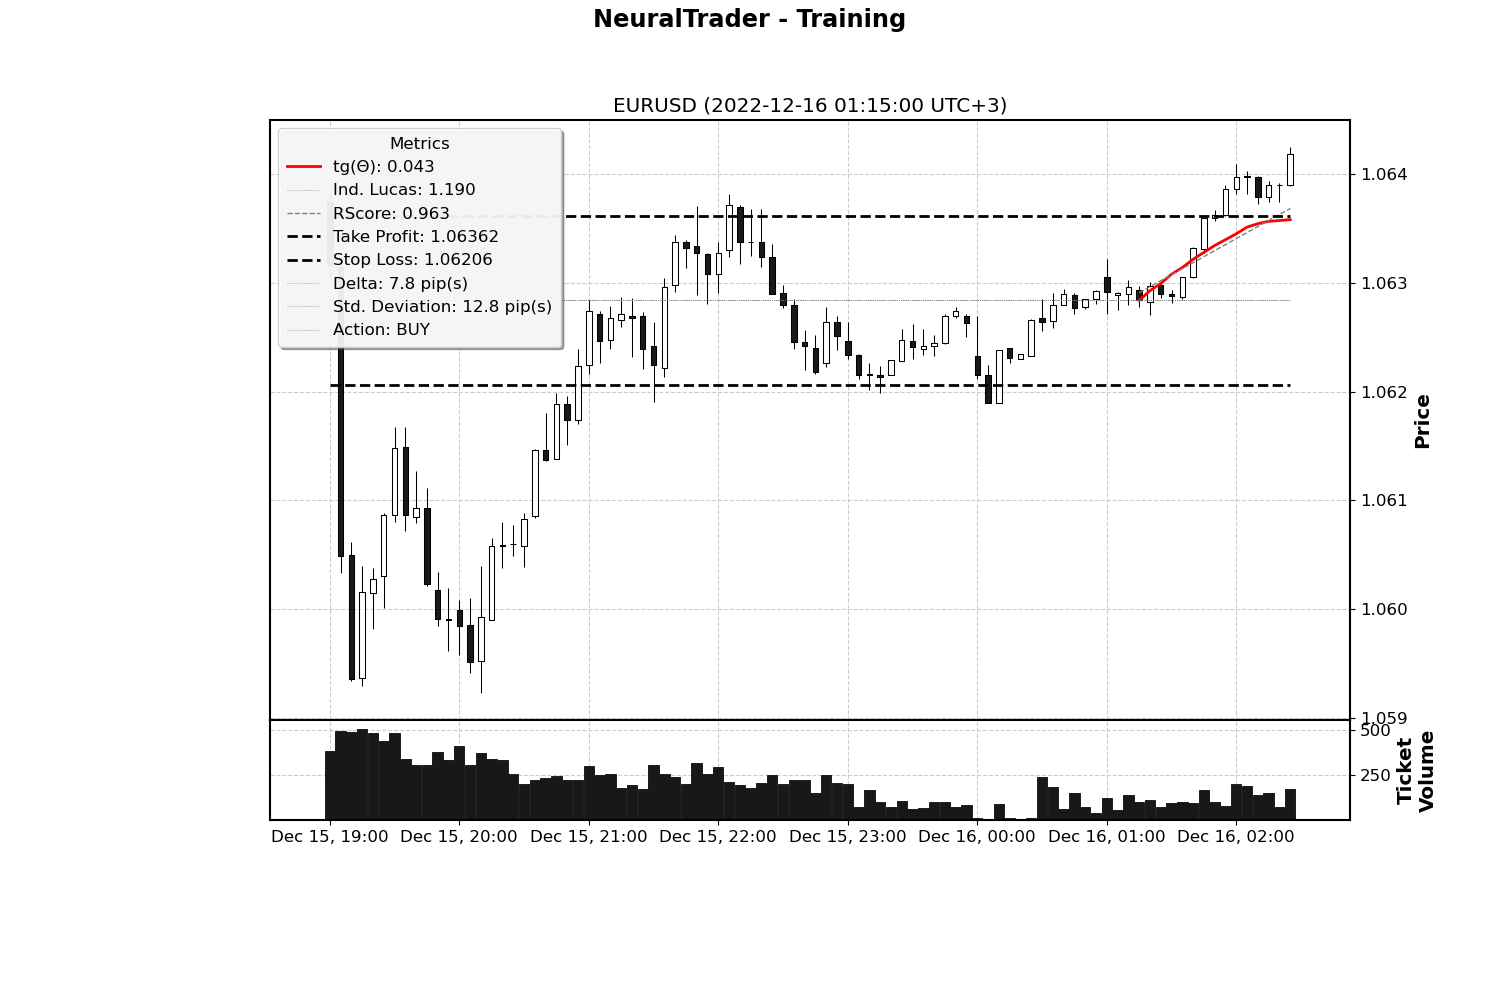 NeuralTrader - Training
EURUSD (2022-12-16 01:15:00 UTC+3)
Metrics
tg(Θ): 0.043
Ind. Lucas: 1.190
RScore: 0.963
Take Profit: 1.06362
Stop Loss: 1.06206
Delta: 7.8 pip(s)
Std. Deviation: 12.8 pip(s)
Action: BUY
1.064
1.063
1.062
1.061
1.060
1.059
Price
500
250
Ticket
Volume
Dec 15, 19:00
Dec 15, 20:00
Dec 15, 21:00
Dec 15, 22:00
Dec 15, 23:00
Dec 16, 00:00
Dec 16, 01:00
Dec 16, 02:00